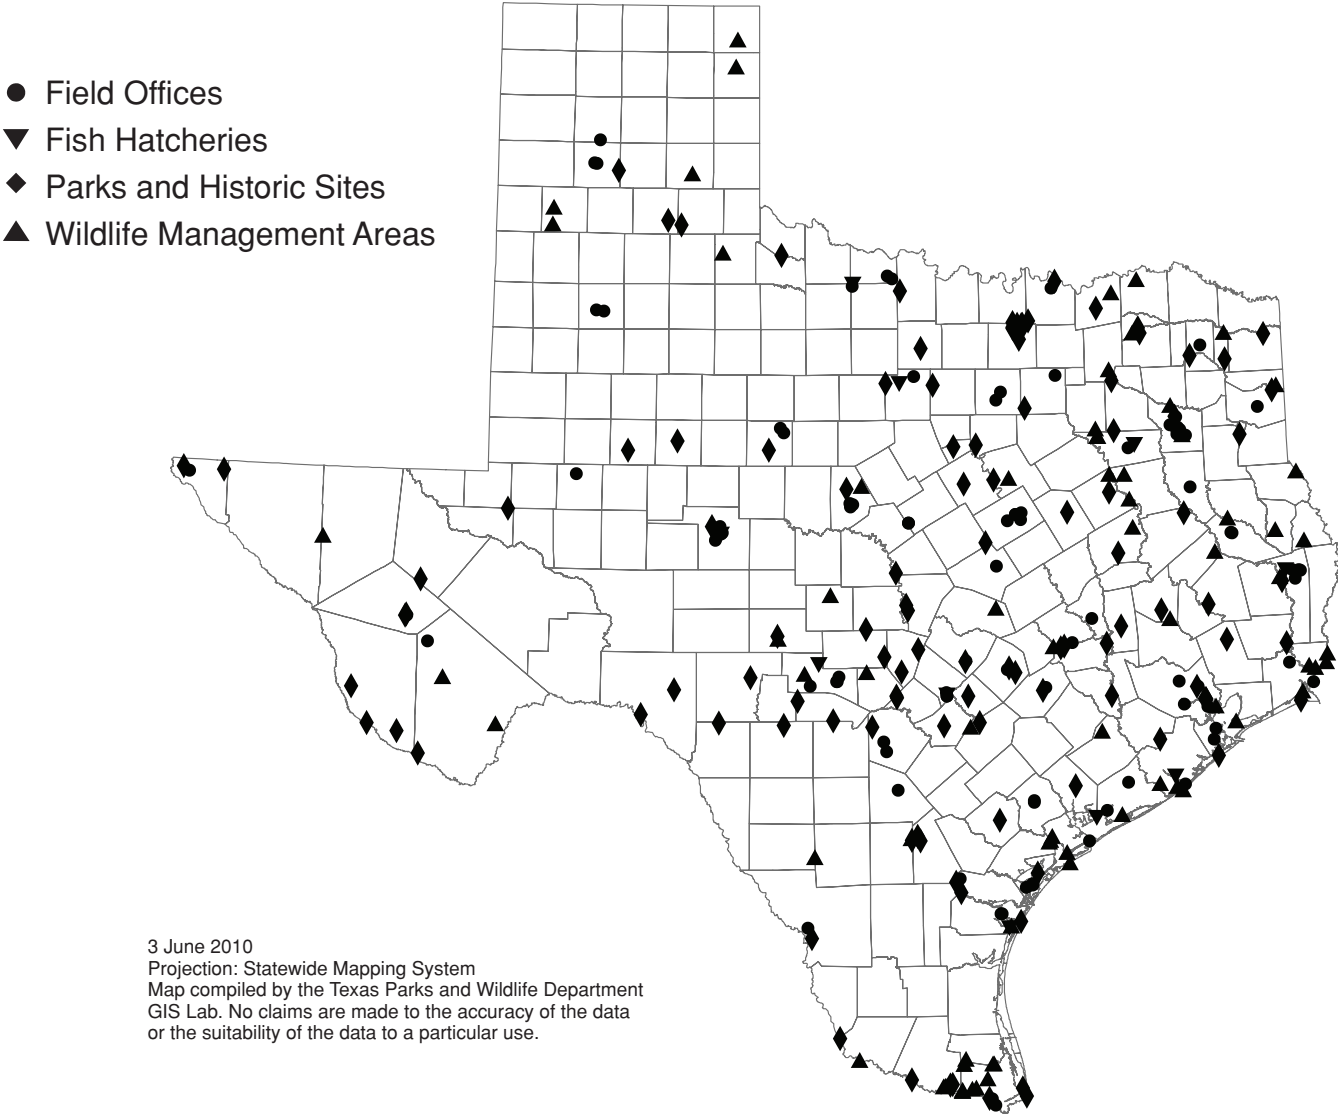 Field Offices
Fish Hatcheries
Parks and Historic Sites
Wildlife Management Areas
3 June 2010
Projection: Statewide Mapping System
Map compiled by the Texas Parks and Wildlife Department
GIS Lab. No claims are made to the accuracy of the data
or the suitability of the data to a particular use.